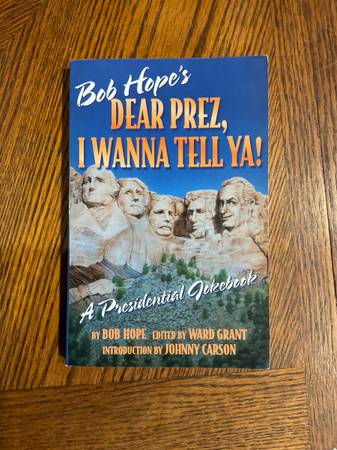 Bob Hope's
DEAR PREZ,
I WANNA TELL YA!
A Presidential Jokebook
BY BOB HOPE EDITED BY WARD GRANT
INTRODUCTION BY JOHNNY CARSON